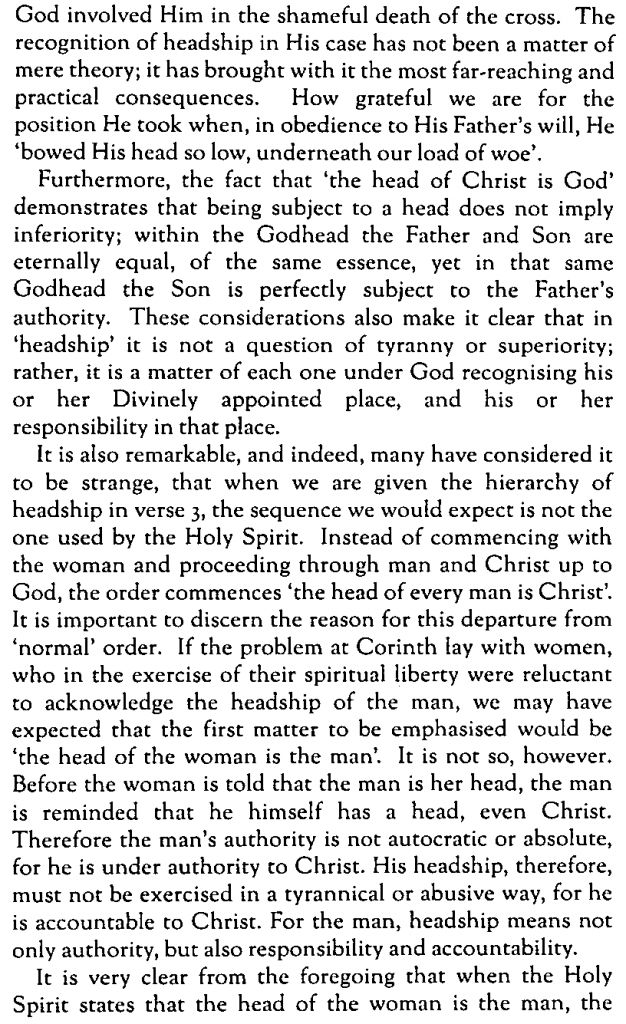 God involved Him in the shameful death of the cross. The
recognition of headship in His case has not been a matter of
mere theory; it has brought with it the most far-reaching and
practical consequences. How grateful we are for the
position He took when, in obedience to His Father's will, He
'bowed His head so low, underneath our load of woe'.
Furthermore, the fact that 'the head of Christ is God'
demonstrates that being subject to a head does not imply
inferiority; within the Godhead the Father and Son are
eternally equal, of the same essence, yet in that same
Godhead the Son is perfectly subject to the Father's
authority. These considerations also make it clear that in
'headship' it is not a question of tyranny or superiority;
rather, it is a matter of each one under God recognising his
or her Divinely appointed place, and his or her
responsibility in that place.
It is also remarkable, and indeed, many have considered it
to be strange, that when we are given the hierarchy of
headship in verse 3, the sequence we would expect is not the
one used by the Holy Spirit. Instead of commencing with
the woman and proceeding through man and Christ up to
God, the order commences 'the head of every man is Christ'.
It is important to discern the reason for this departure from
'normal' order. If the problem at Corinth lay with women,
who in the exercise of their spiritual liberty were reluctant
to acknowledge the headship of the man, we may have
expected that the first matter to be emphasised would be
'the head of the woman is the man'. It is not so, however.
Before the woman is told that the man is her head, the man
is reminded that he himself has a head, even Christ.
Therefore the man's authority is not autocratic or absolute,
for he is under authority to Christ. His headship, therefore,
must not be exercised in a tyrannical or abusive way, for he
is accountable to Christ. For the man, headship means not
only authority, but also responsibility and accountability.
It is very clear from the foregoing that when the Holy
Spirit states that the head of the woman is the man, the